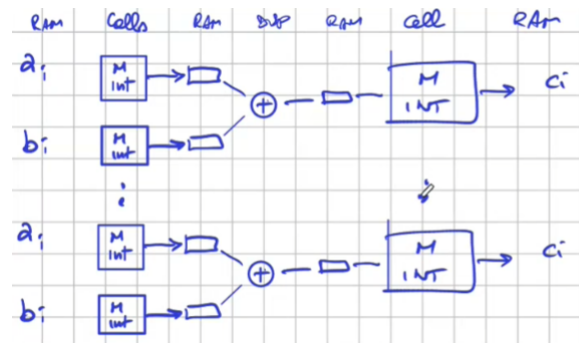 RAM Cells RAM DSP RAM Cell RAM
ai M int M INT ci
bi M int
ai M int M INT ci
bi M int